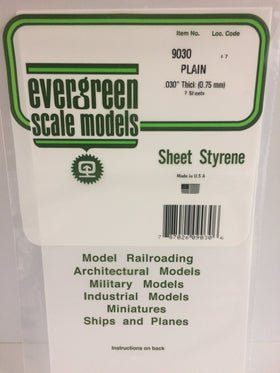 Item No. Loc. Code
9030
PLAIN
.030" Thick (0.75 mm)
evergreen
scale models
Sheet Styrene
Made in U S A
Model Railroading
Architectural Models
Military Models
Industrial Models
Miniatures
Ships and Planes
Instructions on back